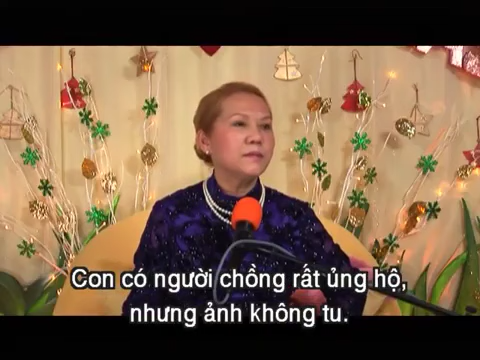 Con có người chồng rất ủng hộ,
nhưng ảnh không tu.